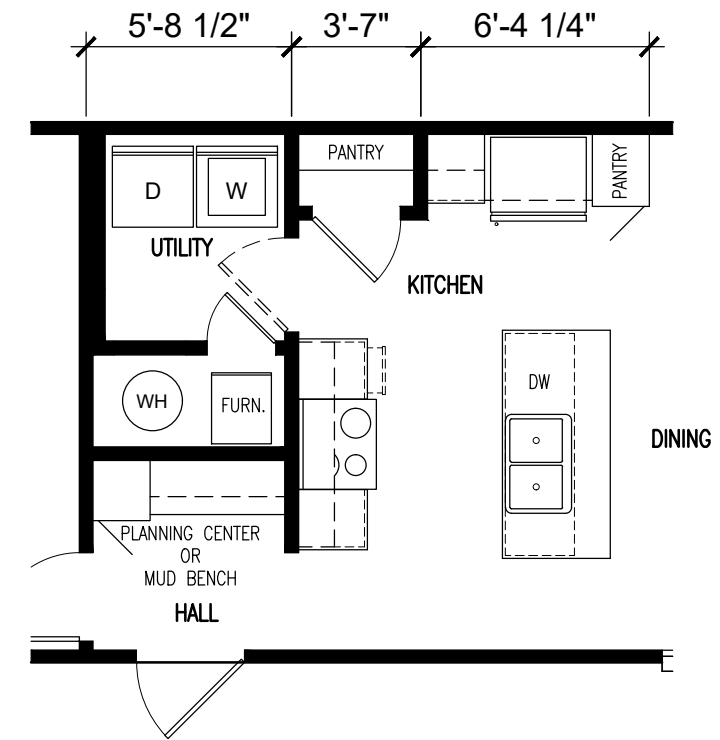 5'-8 1/2" 3'-7" 6'-4 1/4"
PANTRY
PANTRY
D W
UTILITY
KITCHEN
DW
WH FURN.
DINING
PLANNING CENTER
OR
MUD BENCH
HALL